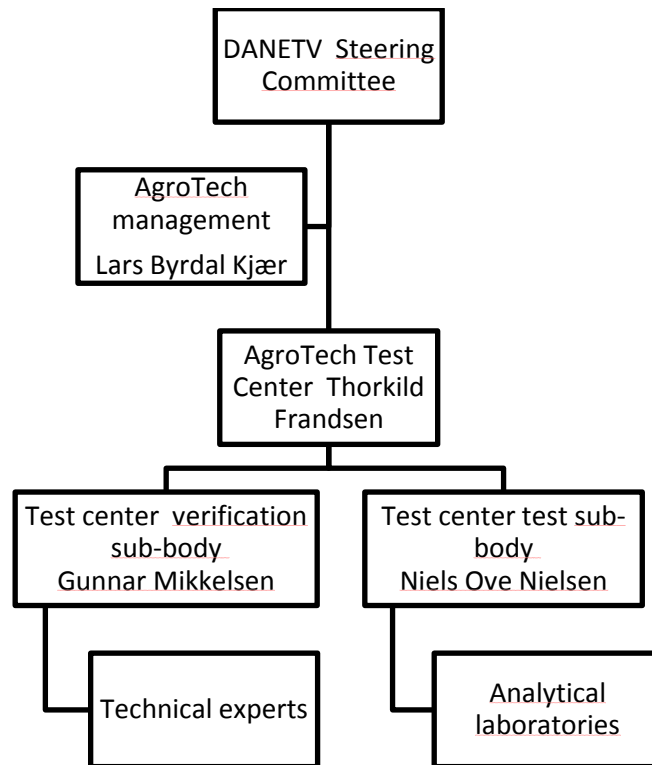 DANETV Steering
Committee
AgroTech
management
Lars Byrdal Kjær
AgroTech Test
Center Thorkild
Frandsen
Test center verification
sub-body
Gunnar Mikkelsen
Test center test sub-
body
Niels Ove Nielsen
Technical experts
Analytical
laboratories